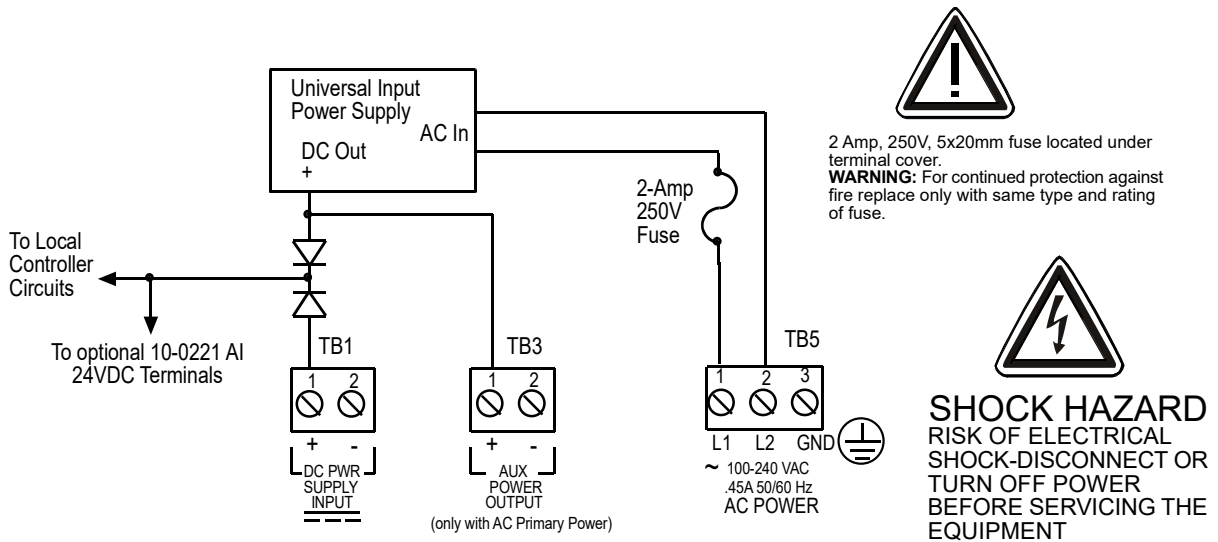 Universal Input
Power Supply
AC In
DC Out
+
2-Amp
250V
Fuse
2 Amp, 250V, 5x20mm fuse located under
terminal cover.
WARNING: For continued protection against
fire replace only with same type and rating
of fuse.
To Local
Controller
Circuits
To optional 10-0221 AI
24VDC Terminals
TB1
1 2
+ -
DC PWR
SUPPLY
INPUT
TB3
1 2
+ -
AUX
POWER
OUTPUT
(only with AC Primary Power)
TB5
1 2 3
L1 L2 GND
~ 100-240 VAC
.45A 50/60 Hz
AC POWER
SHOCK HAZARD
RISK OF ELECTRICAL
SHOCK-DISCONNECT OR
TURN OFF POWER
BEFORE SERVICING THE
EQUIPMENT